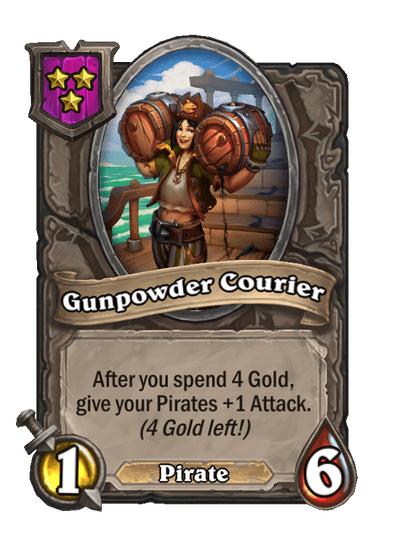 Gunpowder Courier
After you spend 4 Gold,
give your Pirates +1 Attack.
(4 Gold left!)
1
Pirate
6